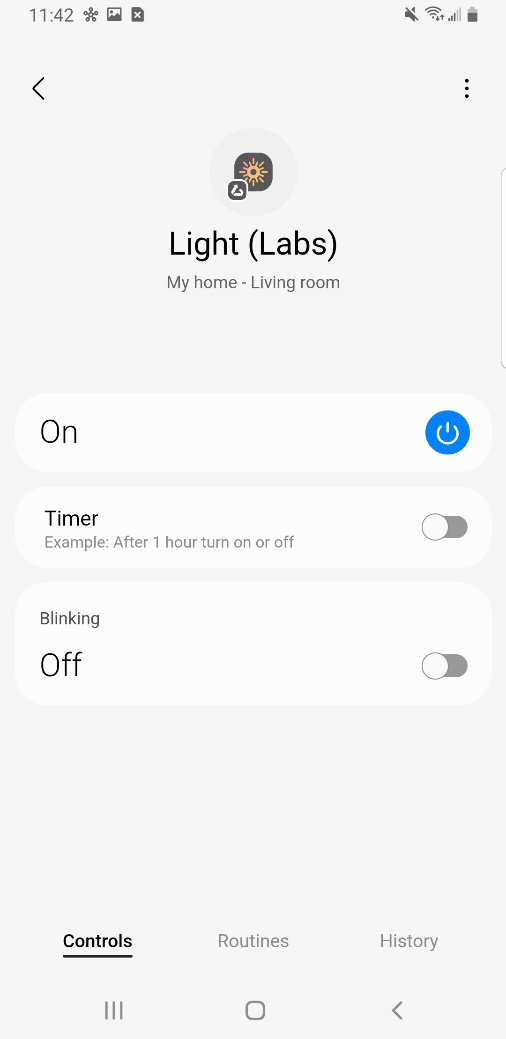 11:42
Light (Labs)
My home - Living room
On
Timer
Example: After 1 hour turn on or off
Blinking
Off
Controls
Routines
History